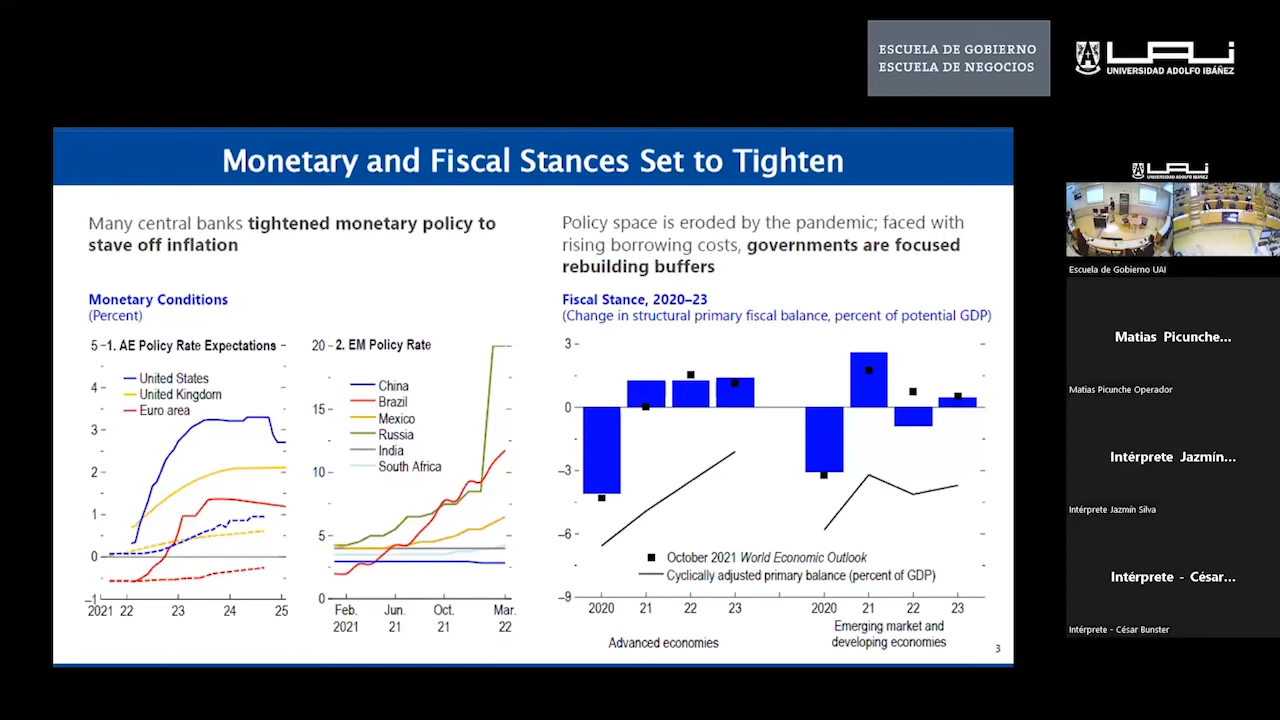 ESCUELA DE GOBIERNO
ESCUELA DE NEGOCIOS
UAI
UNIVERSIDAD ADOLFO IBÁÑEZ
Monetary and Fiscal Stances Set to Tighten
Many central banks tightened monetary policy to
stave off inflation
Monetary Conditions
(Percent)
1. AE Policy Rate Expectations
United States
United Kingdom
Euro area
5
4
3
2
1
0
–1
2021 22 23 24 25
2. EM Policy Rate
China
Brazil
Mexico
Russia
India
South Africa
20
15
10
5
0
Feb. Jun. Oct. Mar.
2021 21 21 22
Policy space is eroded by the pandemic; faced with
rising borrowing costs, governments are focused
rebuilding buffers
Fiscal Stance, 2020–23
(Change in structural primary fiscal balance, percent of potential GDP)
3
0
–3
–6
–9
October 2021 World Economic Outlook
Cyclically adjusted primary balance (percent of GDP)
2020 21 22 23 2020 21 22 23
Advanced economies
Emerging market and
developing economies
3
UAI
UNIVERSIDAD ADOLFO IBÁÑEZ
Escuela de Gobierno UAI
Matias Picunche...
Matias Picunche Operador
Intérprete Jazmín...
Intérprete Jazmín Silva
Intérprete - César...
Intérprete - César Bunster